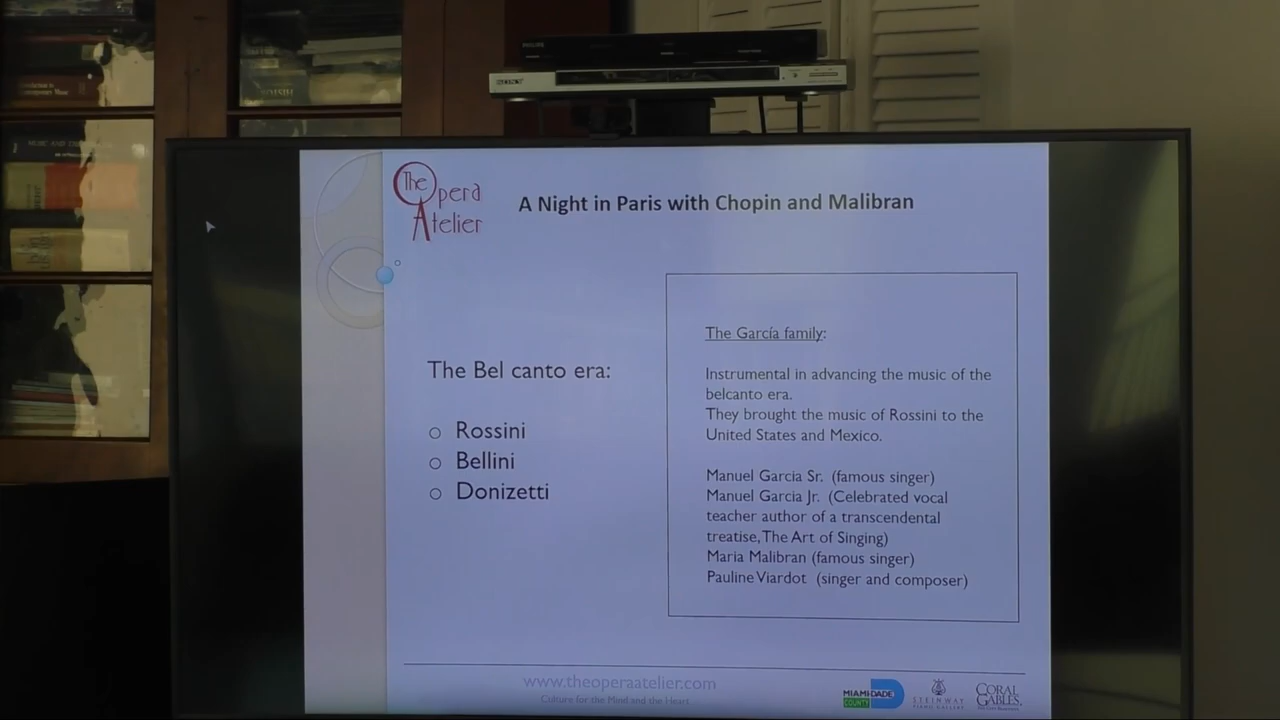 PHILIPS
SONY
The Opera
Atelier
A Night in Paris with Chopin and Malibran
The Bel canto era:
Rossini
Bellini
Donizetti
The García family:
Instrumental in advancing the music of the
belcanto era.
They brought the music of Rossini to the
United States and Mexico.
Manuel Garcia Sr. (famous singer)
Manuel Garcia Jr. (Celebrated vocal
teacher author of a transcendental
treatise, The Art of Singing)
Maria Malibran (famous singer)
Pauline Viardot (singer and composer)
www.theoperaatelier.com
Culture for the Mind and the Heart
MIAMI-DADE
COUNTY
STEINWAY
CORAL
GABLES